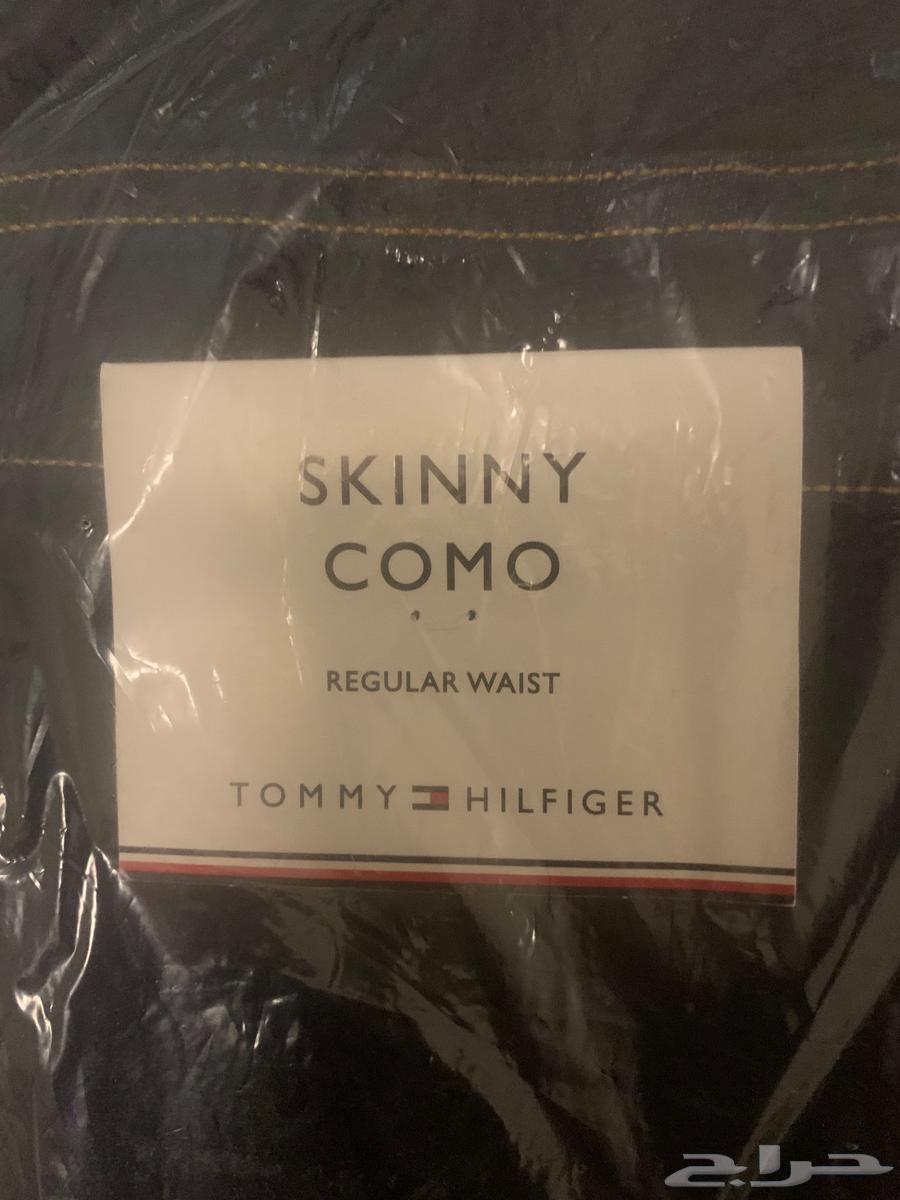 SKINNY
COMO
REGULAR WAIST
TOMMY HILFIGER
حراج